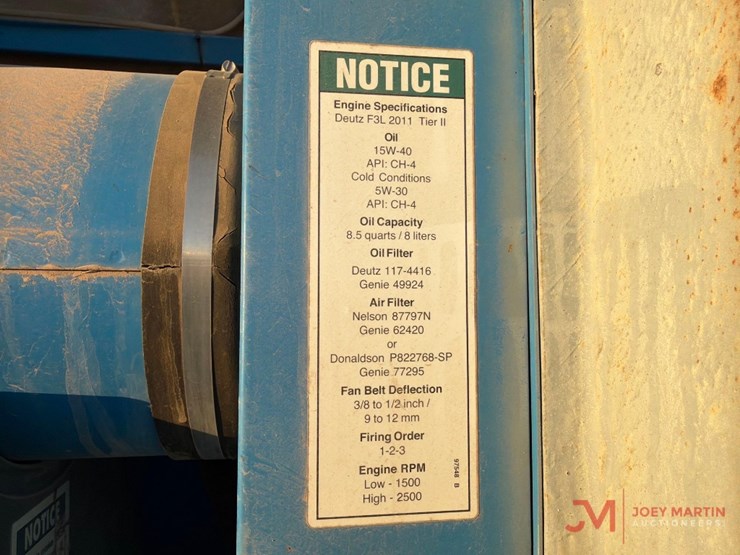 NOTICE
Engine Specifications
Deutz F3L 2011 Tier II
Oil
15W-40
API: CH-4
Cold Conditions
5W-30
API: CH-4
Oil Capacity
8.5 quarts / 8 liters
Oil Filter
Deutz 117-4416
Genie 49924
Air Filter
Nelson 87797N
Genie 62420
or
Donaldson P822768-SP
Genie 77295
Fan Belt Deflection
3/8 to 1/2 inch /
9 to 12 mm
Firing Order
1-2-3
Engine RPM
Low - 1500
High - 2500
97548 B
NOTICE
JM JOEY MARTIN
AUCTIONEERS